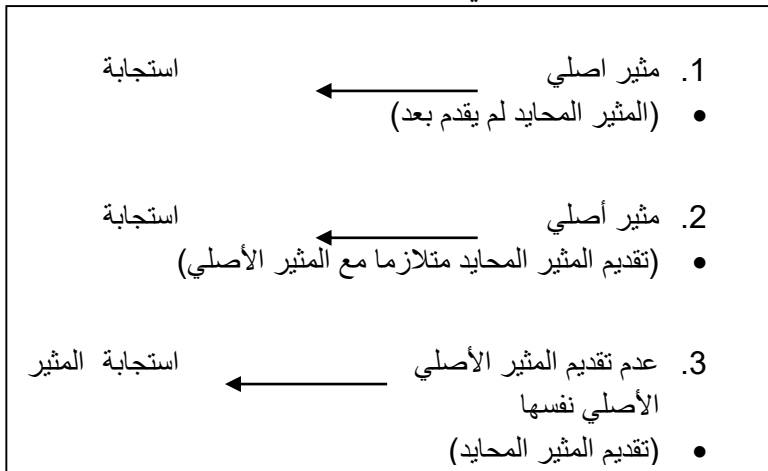 1. مثير اصلي استجابة
• (المثير المحايد لم يقدم بعد)
2. مثير أصلي استجابة
• (تقديم المثير المحايد متلازما مع المثير الأصلي)
3. عدم تقديم المثير الأصلي استجابة المثير
الأصلي نفسها
• (تقديم المثير المحايد)